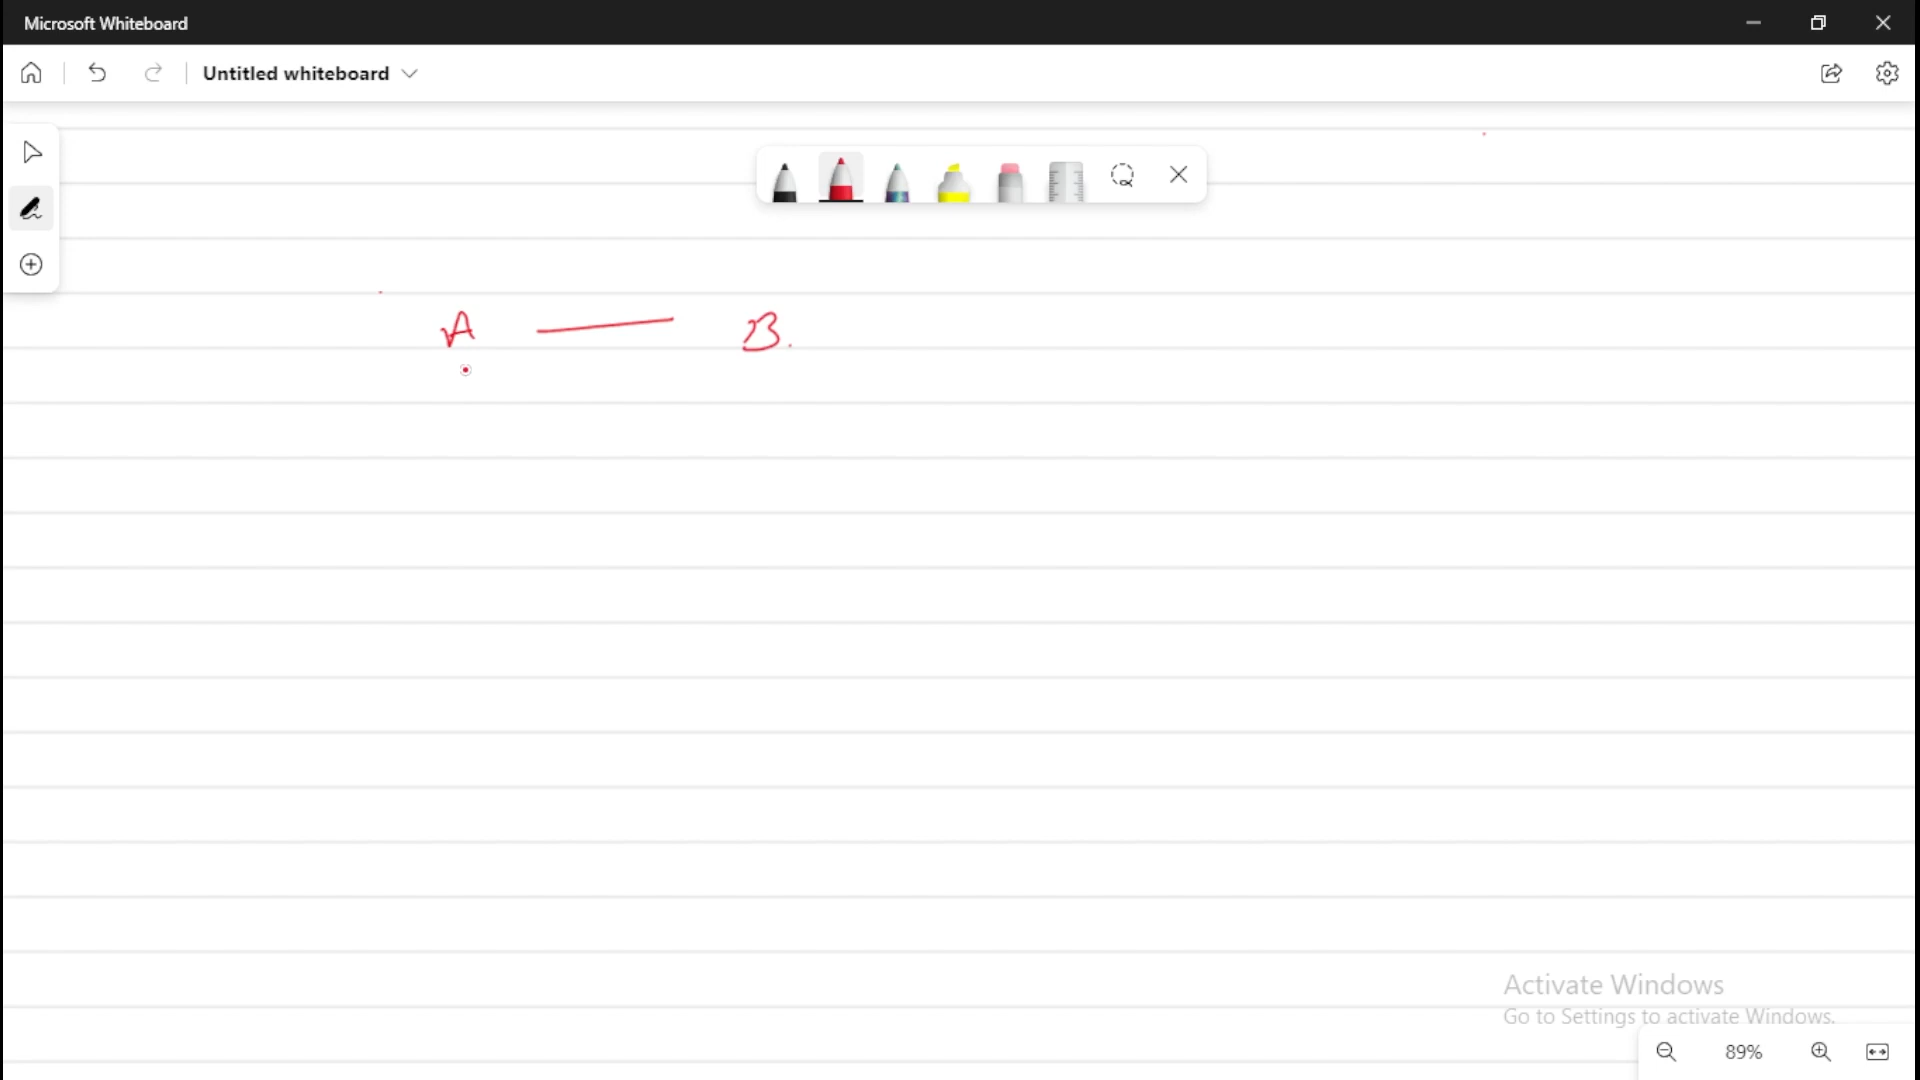 Microsoft Whiteboard
Untitled whiteboard
A — B.
Activate Windows
Go to Settings to activate Windows.
89%